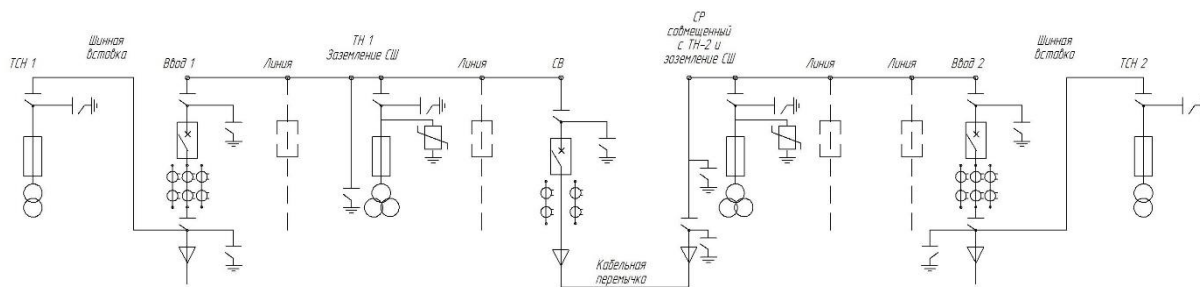 ТСН 1
Шинная
вставка
Ввод 1
Линия
ТН 1
Заземление СШ
Линия
СВ
Кабельная
перемычка
СР
совмещенный
с ТН-2 и
заземление СШ
Линия
Линия
Ввод 2
Шинная
вставка
ТСН 2